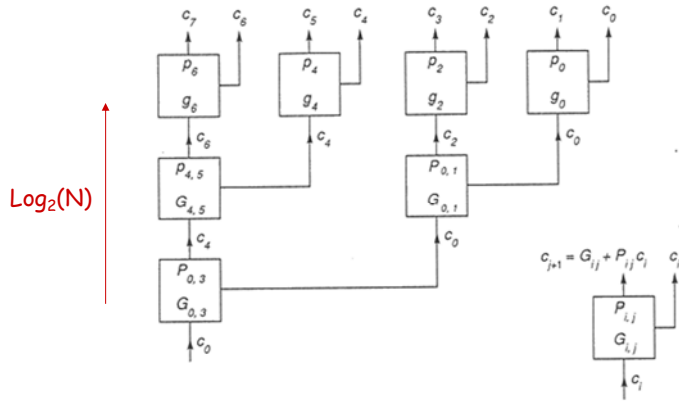 c₇ c₆ c₅ c₄ c₃ c₂ c₁ c₀
p₆ p₄ p₂ p₀
g₆ g₄ g₂ g₀
c₆ c₄ c₂ c₀
Log₂(N)
p₄,₅ P₀,₁
G₄,₅ G₀,₁
c₄ c₀
P₀,₃
G₀,₃
c₀
cⱼ₊₁ = Gᵢⱼ + Pᵢⱼcᵢ cᵢ
Pᵢ,ⱼ
Gᵢ,ⱼ
cᵢ